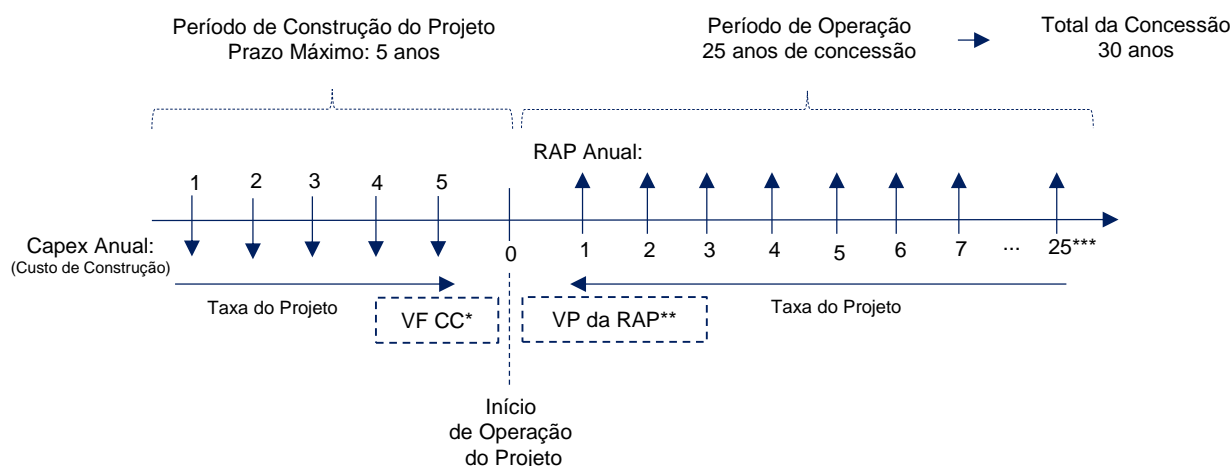 Período de Construção do Projeto
Prazo Máximo: 5 anos
Período de Operação
25 anos de concessão
Total da Concessão
30 anos
RAP Anual:
1 2 3 4 5
Capex Anual:
(Custo de Construção)
0 1 2 3 4 5 6 7 ... 25***
Taxa do Projeto
VF CC*
VP da RAP**
Taxa do Projeto
Início
de Operação
do Projeto